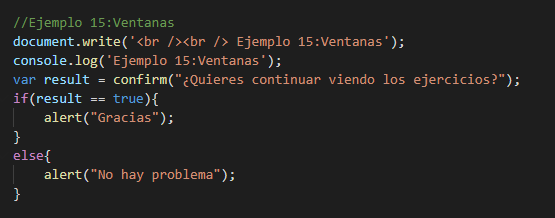 //Ejemplo 15:Ventanas
document.write('<br /><br /> Ejemplo 15:Ventanas');
console.log('Ejemplo 15:Ventanas');
var result = confirm("¿Quieres continuar viendo los ejercicios?");
if(result == true){
    alert("Gracias");
}
else{
    alert("No hay problema");
}